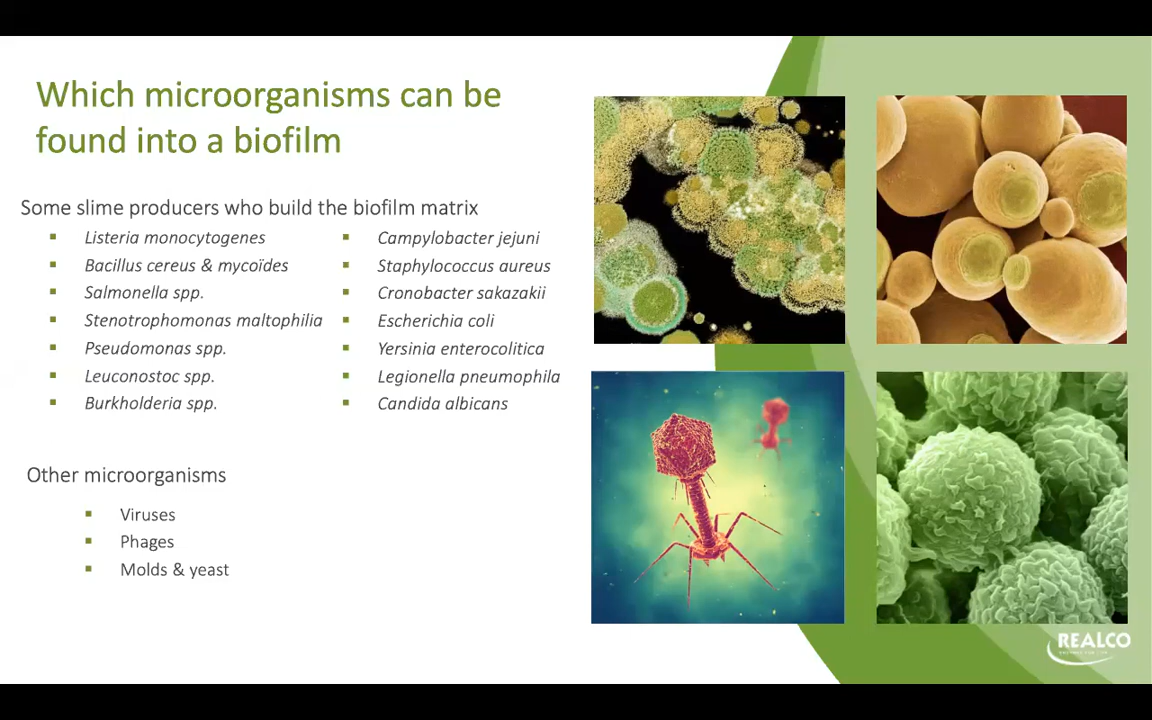 Which microorganisms can be
found into a biofilm
Some slime producers who build the biofilm matrix
Listeria monocytogenes
Bacillus cereus & mycoïdes
Salmonella spp.
Stenotrophomonas maltophilia
Pseudomonas spp.
Leuconostoc spp.
Burkholderia spp.
Campylobacter jejuni
Staphylococcus aureus
Cronobacter sakazakii
Escherichia coli
Yersinia enterocolitica
Legionella pneumophila
Candida albicans
Other microorganisms
Viruses
Phages
Molds & yeast
REALCO